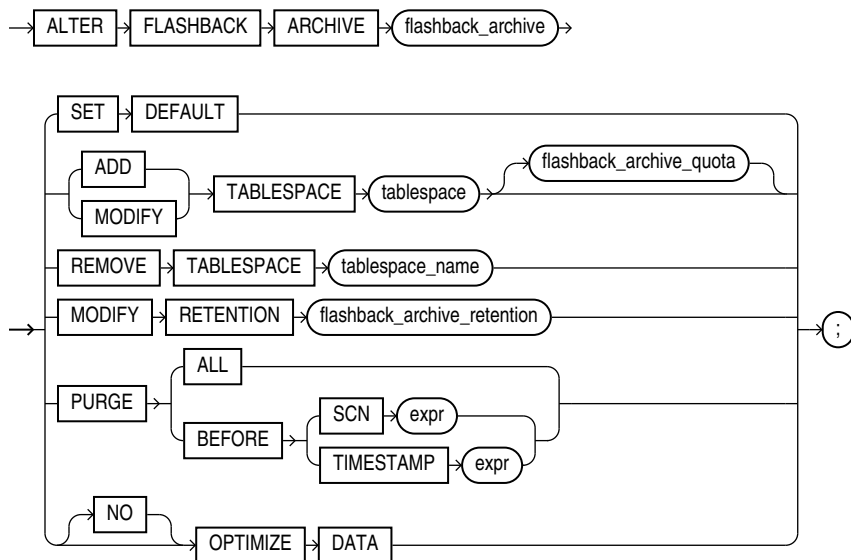 ALTER FLASHBACK ARCHIVE flashback_archive
SET DEFAULT
flashback_archive_quota
ADD
TABLESPACE tablespace
MODIFY
REMOVE TABLESPACE tablespace_name
MODIFY RETENTION flashback_archive_retention
;
ALL
PURGE
SCN expr
BEFORE
TIMESTAMP expr
NO
OPTIMIZE DATA